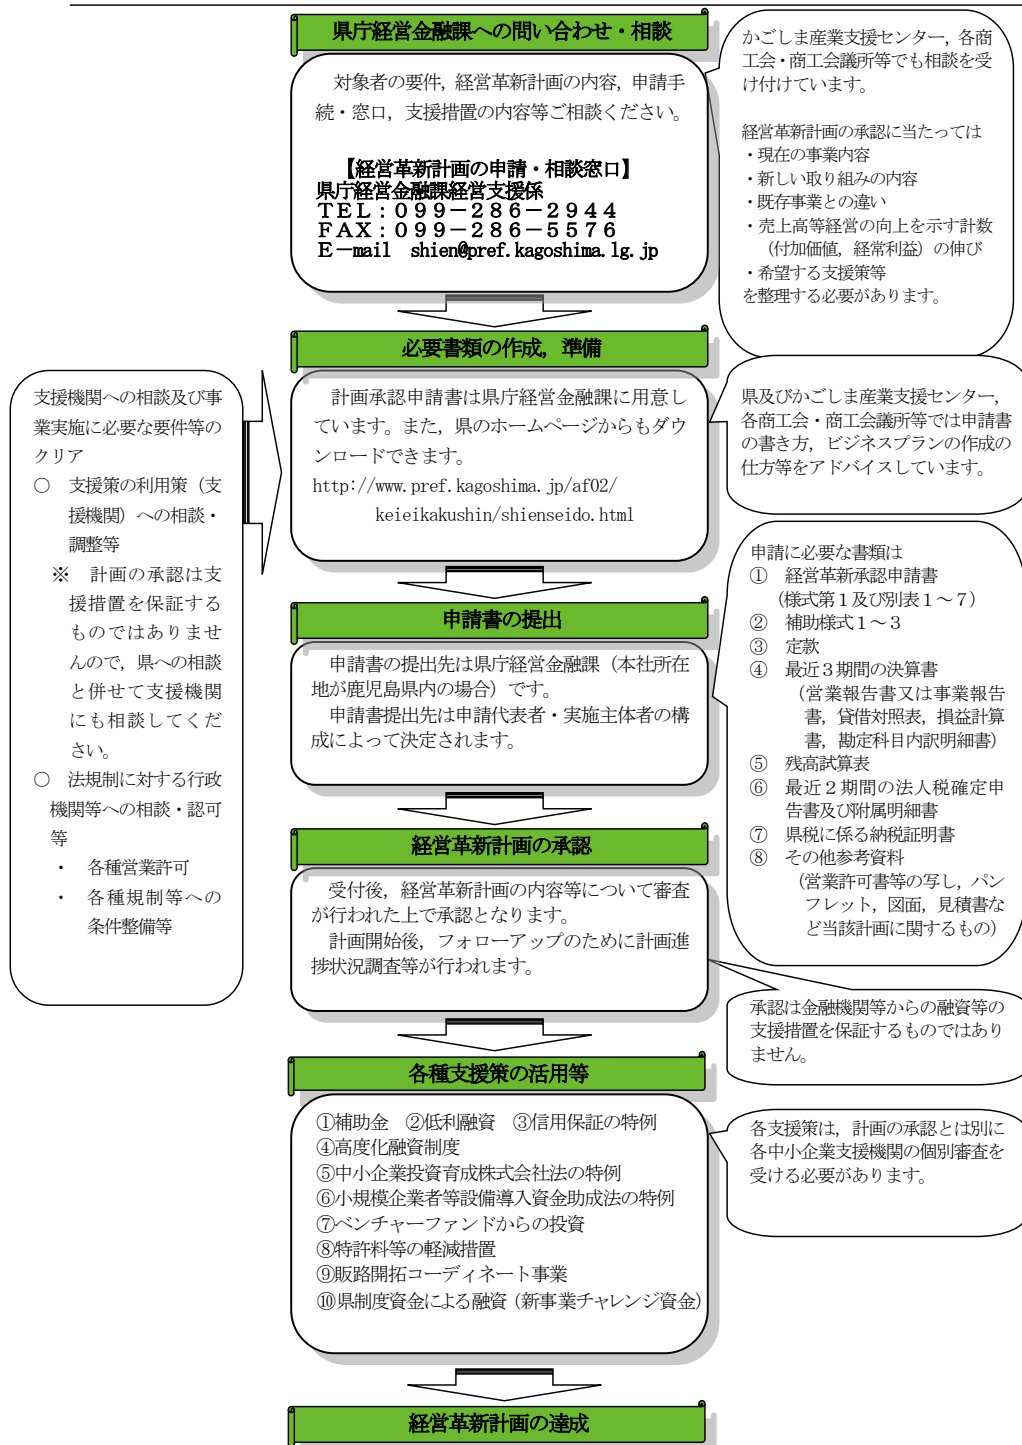 県庁経営金融課への問い合わせ・相談
対象者の要件，経営革新計画の内容，申請手
続・窓口，支援措置の内容等ご相談ください。
【経営革新計画の申請・相談窓口】
県庁経営金融課経営支援係
ＴＥＬ：０９９－２８６－２９４４
ＦＡＸ：０９９－２８６－５５７６
Ｅ－mail　shien@pref.kagoshima.lg.jp
かごしま産業支援センター，各商
工会・商工会議所等でも相談を受
け付けています。
経営革新計画の承認に当たっては
・現在の事業内容
・新しい取り組みの内容
・既存事業との違い
・売上高等経営の向上を示す計数
（付加価値，経常利益）の伸び
・希望する支援策等
を整理する必要があります。
必要書類の作成，準備
計画承認申請書は県庁経営金融課に用意し
ています。また，県のホームページからもダウ
ンロードできます。
http://www.pref.kagoshima.jp/af02/
keieikakushin/shienseido.html
県及びかごしま産業支援センター，
各商工会・商工会議所等では申請書
の書き方，ビジネスプランの作成の
仕方等をアドバイスしています。
支援機関への相談及び事
業実施に必要な要件等の
クリア
○　支援策の利用策（支
援機関）への相談・
調整等
※　計画の承認は支
援措置を保証する
ものではありませ
んので，県への相談
と併せて支援機関
にも相談してくだ
さい。
○　法規制に対する行政
機関等への相談・認可
等
・　各種営業許可
・　各種規制等への
条件整備等
申請書の提出
申請書の提出先は県庁経営金融課（本社所在
地が鹿児島県内の場合）です。
申請書提出先は申請代表者・実施主体者の構
成によって決定されます。
申請に必要な書類は
①　経営革新承認申請書
（様式第１及び別表１～７）
②　補助様式１～３
③　定款
④　最近３期間の決算書
（営業報告書又は事業報告
書，貸借対照表，損益計算
書，勘定科目内訳明細書）
⑤　残高試算表
⑥　最近２期間の法人税確定申
告書及び附属明細書
⑦　県税に係る納税証明書
⑧　その他参考資料
（営業許可書等の写し，パン
フレット，図面，見積書な
ど当該計画に関するもの）
経営革新計画の承認
受付後，経営革新計画の内容等について審査
が行われた上で承認となります。
計画開始後，フォローアップのために計画進
捗状況調査等が行われます。
承認は金融機関等からの融資等の
支援措置を保証するものではあり
ません。
各種支援策の活用等
①補助金　②低利融資　③信用保証の特例
④高度化融資制度
⑤中小企業投資育成株式会社法の特例
⑥小規模企業者等設備導入資金助成法の特例
⑦ベンチャーファンドからの投資
⑧特許料等の軽減措置
⑨販路開拓コーディネート事業
⑩県制度資金による融資（新事業チャレンジ資金）
各支援策は，計画の承認とは別に
各中小企業支援機関の個別審査を
受ける必要があります。
経営革新計画の達成